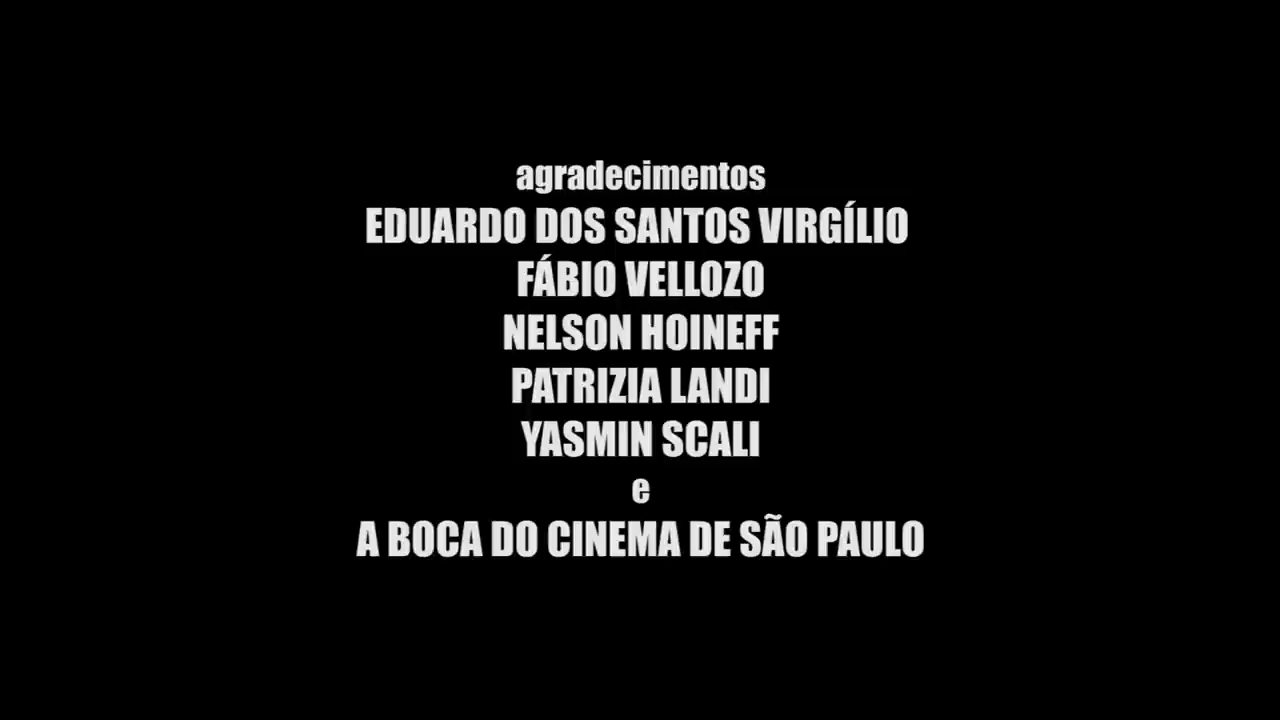 agradecimentos
EDUARDO DOS SANTOS VIRGÍLIO
FÁBIO VELLOZO
NELSON HOINEFF
PATRIZIA LANDI
YASMIN SCALI
e
A BOCA DO CINEMA DE SÃO PAULO